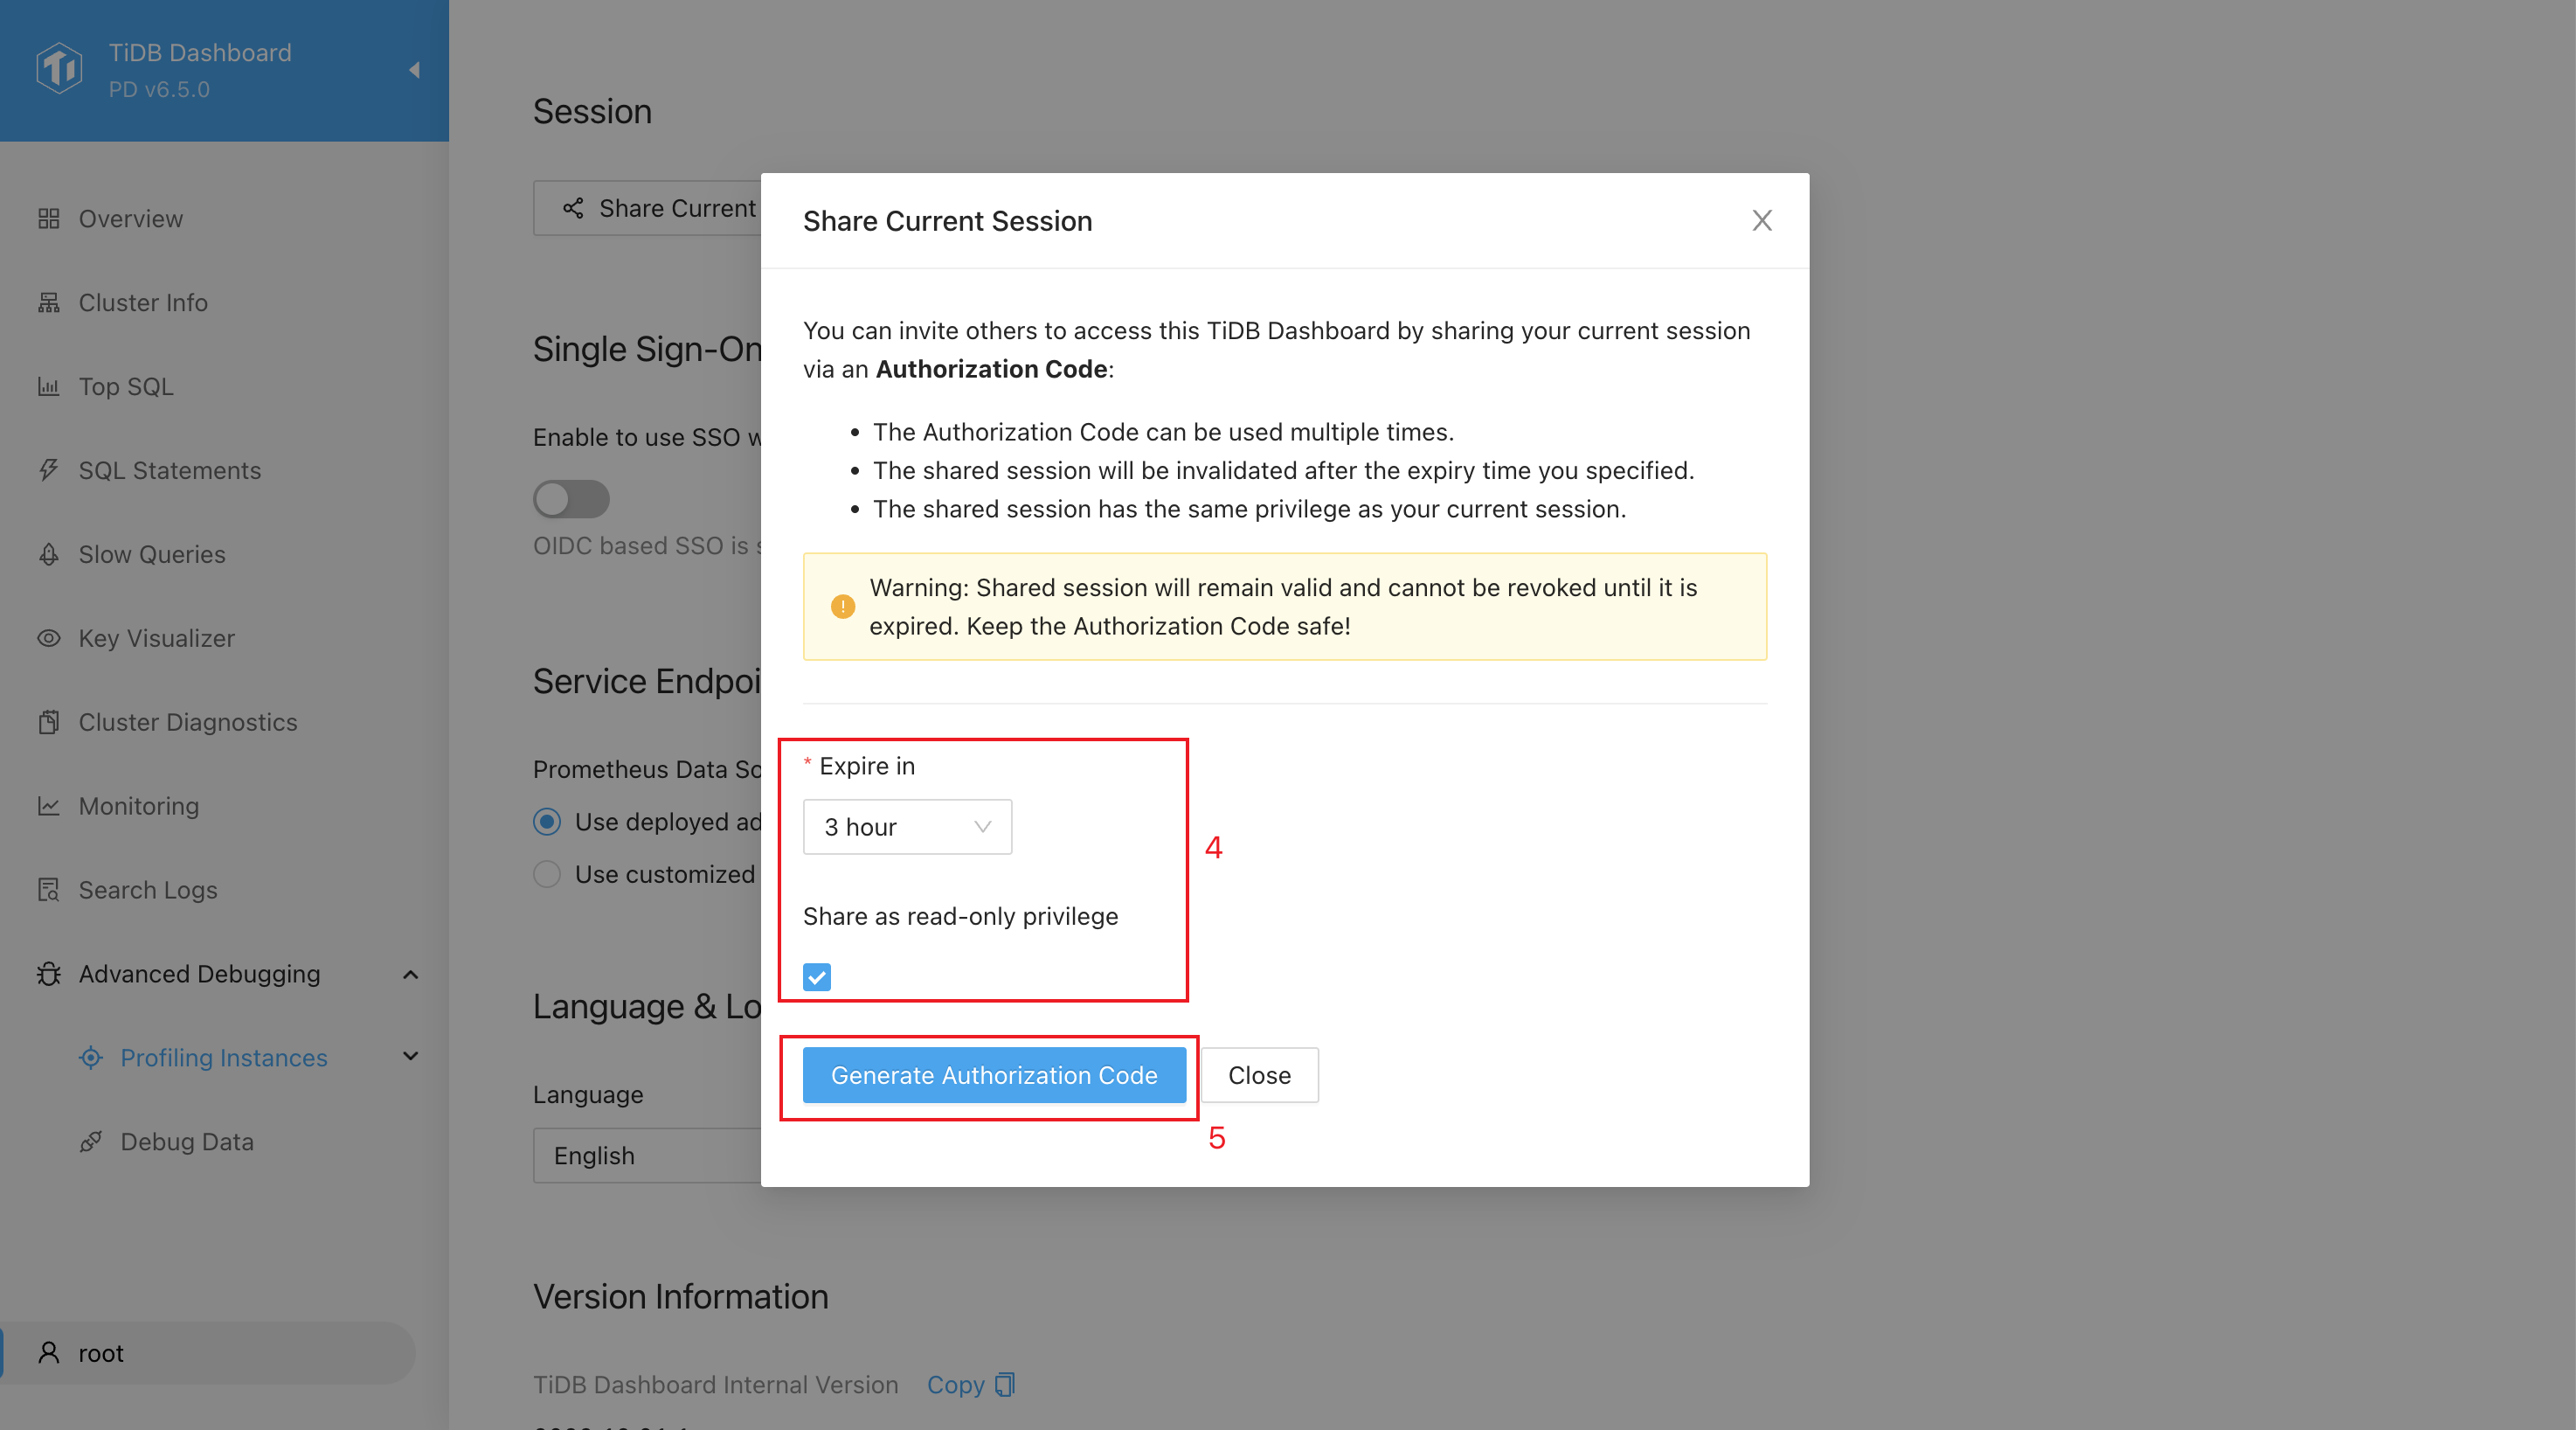 TiDB Dashboard
PD v6.5.0
Overview
Cluster Info
Top SQL
SQL Statements
Slow Queries
Key Visualizer
Cluster Diagnostics
Monitoring
Search Logs
Advanced Debugging
Profiling Instances
Debug Data
root
Session
Share Current
Single Sign-On
Enable to use SSO
OIDC based SSO is
Service
Prometheus Data
Use deployed
Use customized
Language &
Language
English
Version Information
TiDB Dashboard Internal Version Copy
Share Current Session
You can invite others to access this TiDB Dashboard by sharing your current session
via an Authorization Code:
• The Authorization Code can be used multiple times.
• The shared session will be invalidated after the expiry time you specified.
• The shared session has the same privilege as your current session.
Warning: Shared session will remain valid and cannot be revoked until it is
expired. Keep the Authorization Code safe!
* Expire in
3 hour
4
Share as read-only privilege
Generate Authorization Code
Close
5